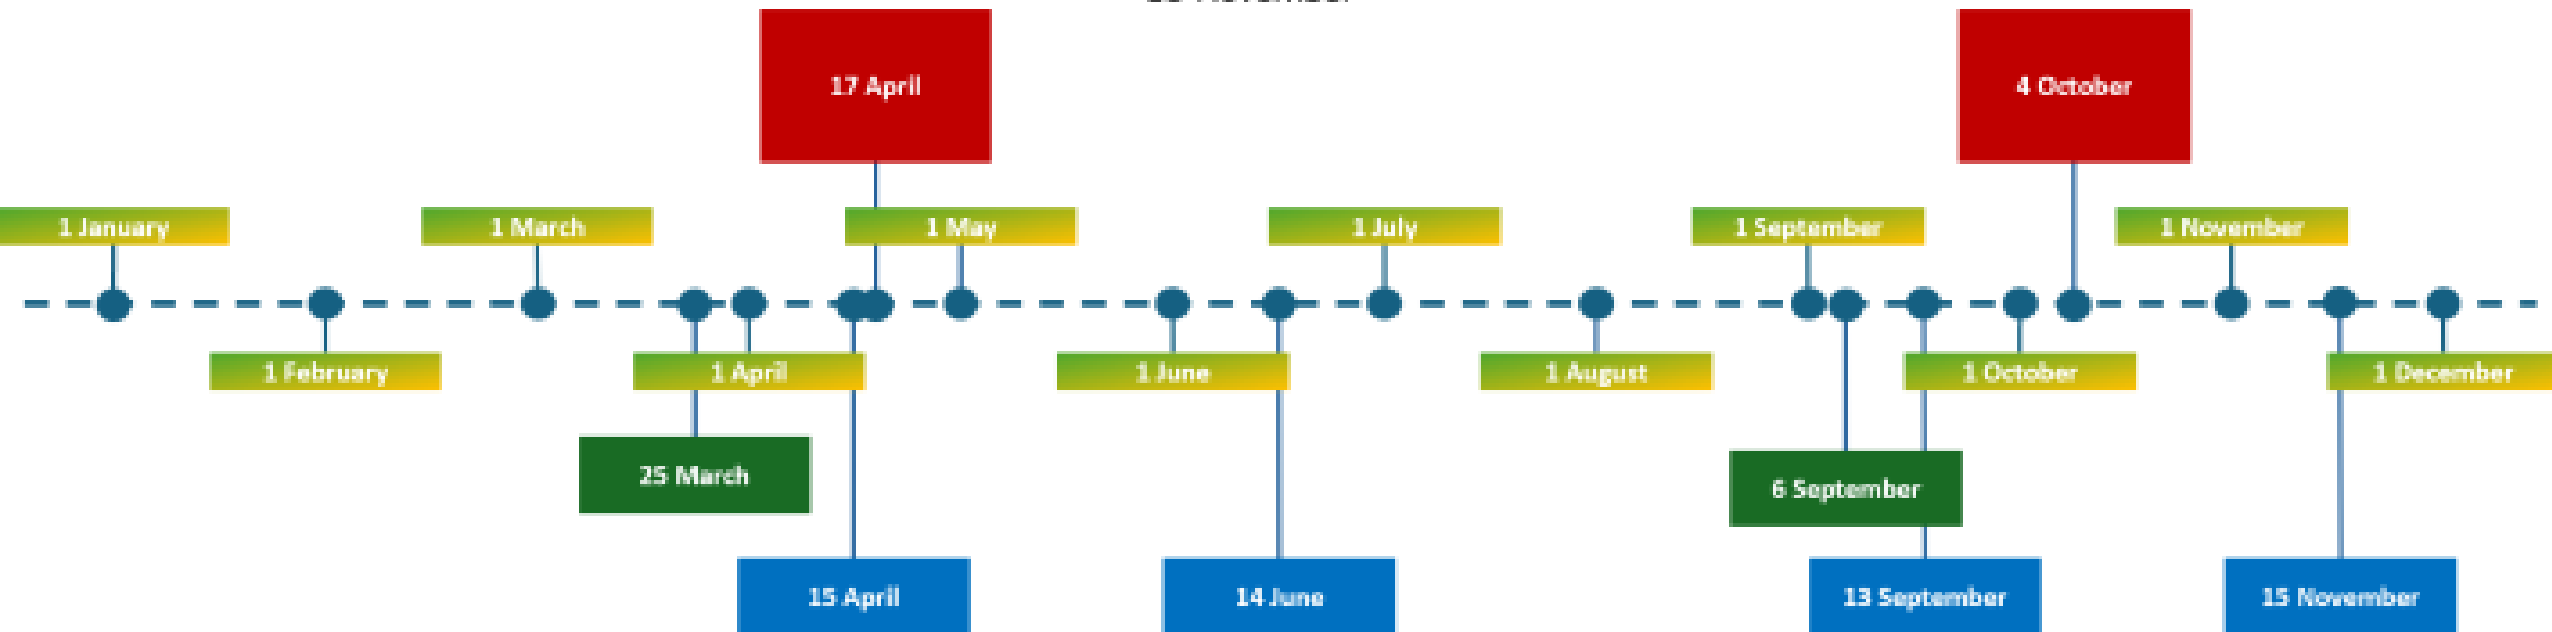 17 April
4 October
1 January
1 March
1 May
1 July
1 September
1 November
1 February
1 April
1 June
1 August
1 October
1 December
25 March
6 September
15 April
14 June
13 September
15 November